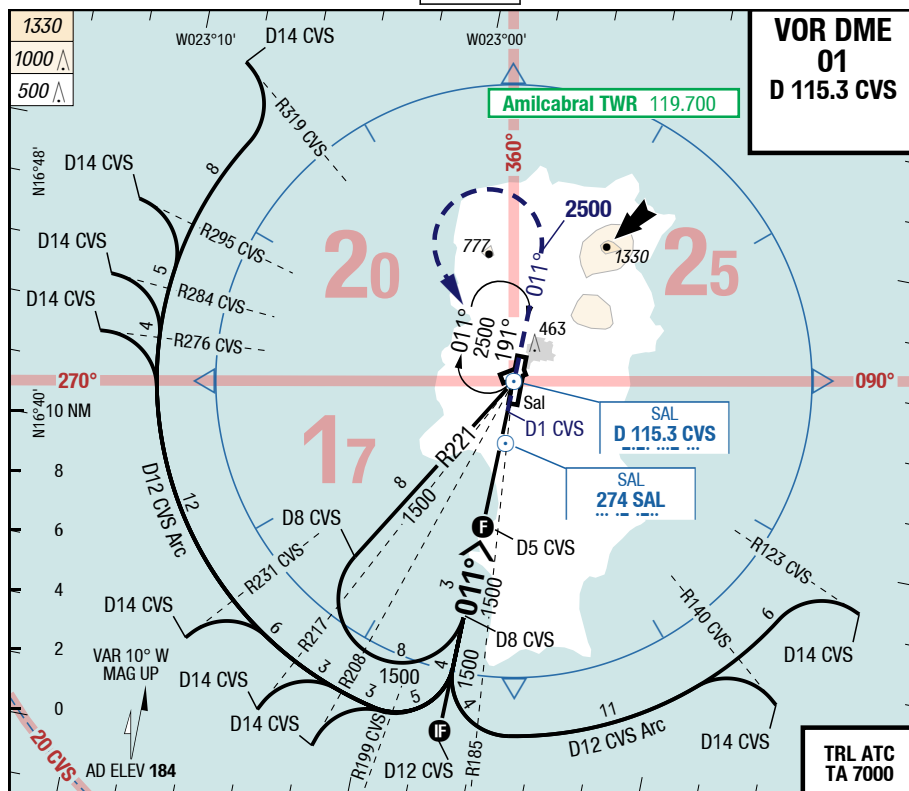 1330
1000
500
W023°10'
D14 CVS
W023°00'
VOR DME
01
D 115.3 CVS
Amilcabral TWR 119.700
R319 CVS
360°
N16°48'
D14 CVS
8
R295 CVS
2500
D14 CVS
777
1330
20
25
5
011°
R284 CVS
D14 CVS
4
R276 CVS
011°
2500
191°
463
270°
090°
N16°40'
10 NM
Sal
D1 CVS
SAL
D 115.3 CVS
17
R221
8
1500
8
D12 CVS Arc
12
SAL
274 SAL
D8 CVS
6
F
D5 CVS
R231 CVS
R123 CVS
4
3
011°
1500
R140 CVS
6
D14 CVS
6
R217
D8 CVS
2
VAR 10° W
MAG UP
R208
8
1500
4
1500
D14 CVS
D14 CVS
3
3
5
4
11
0
D14 CVS
IF
D12 CVS Arc
D14 CVS
20 CVS
AD ELEV 184
R199 CVS
D12 CVS
R185
TRL ATC
TA 7000